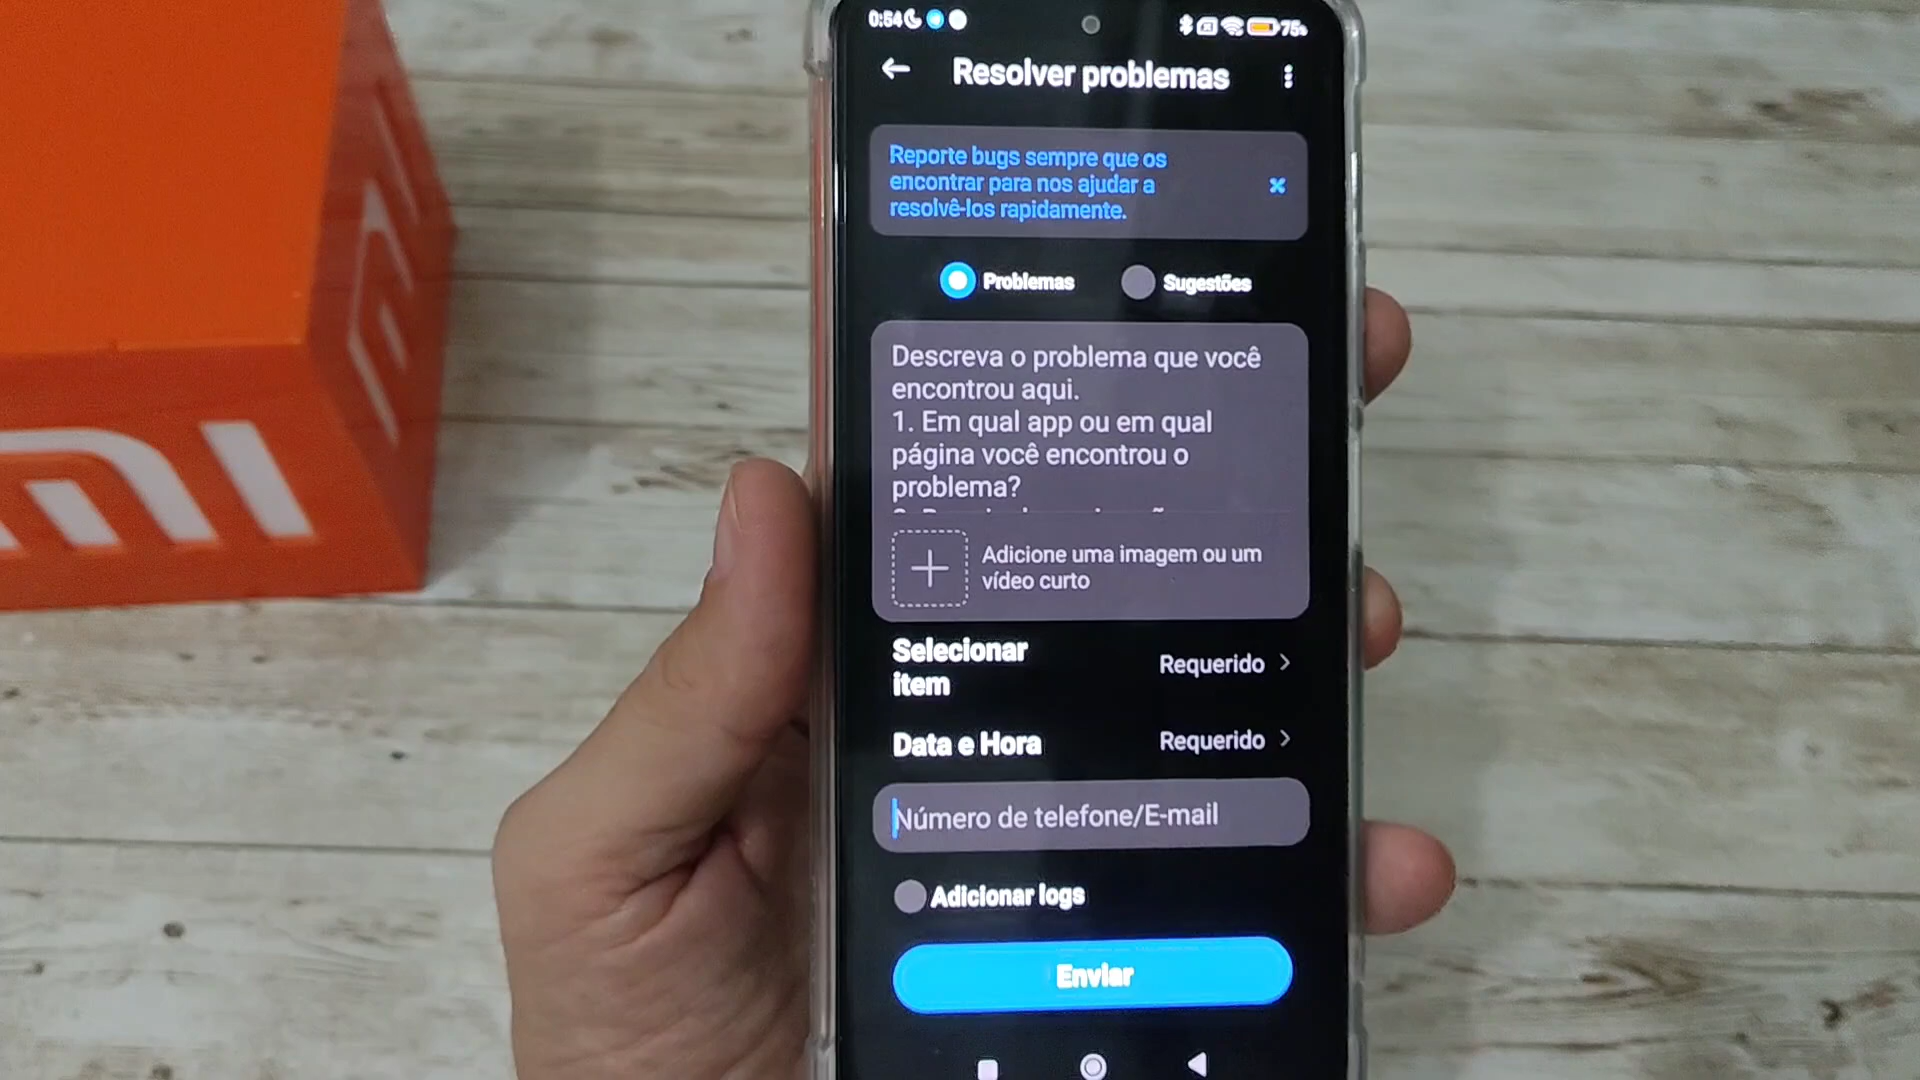 0:54
75%
Resolver problemas
Reporte bugs sempre que os
encontrar para nos ajudar a
resolvê-los rapidamente.
Problemas
Sugestões
Descreva o problema que você
encontrou aqui.
1. Em qual app ou em qual
página você encontrou o
problema?
Adicione uma imagem ou um
vídeo curto
Selecionar
item
Requerido
Data e Hora
Requerido
Número de telefone/E-mail
Adicionar logs
Enviar